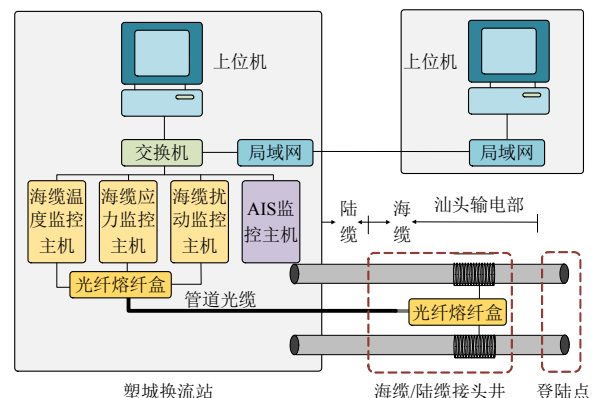 上位机
上位机
交换机
局域网
局域网
海缆温
度监控
主机
海缆应
力监控
主机
海缆扰
动监控
主机
AIS监
控主机
陆
缆
海
缆
汕头输电部
光纤熔纤盒
管道光缆
光纤熔纤盒
塑城换流站
海缆/陆缆接头井
登陆点